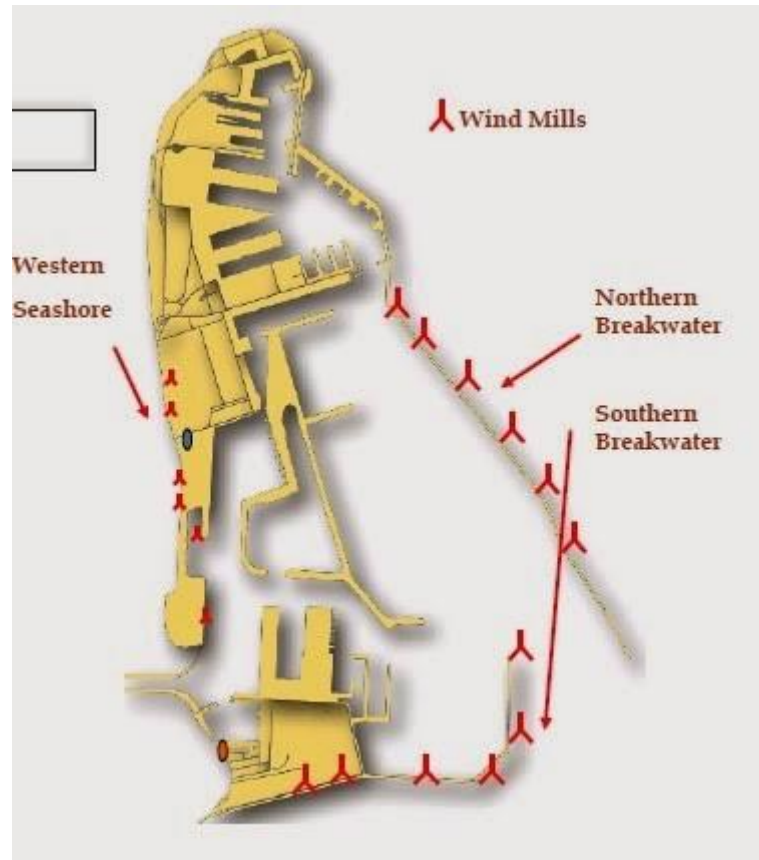 Wind Mills
Western
Seashore
Northern
Breakwater
Southern
Breakwater